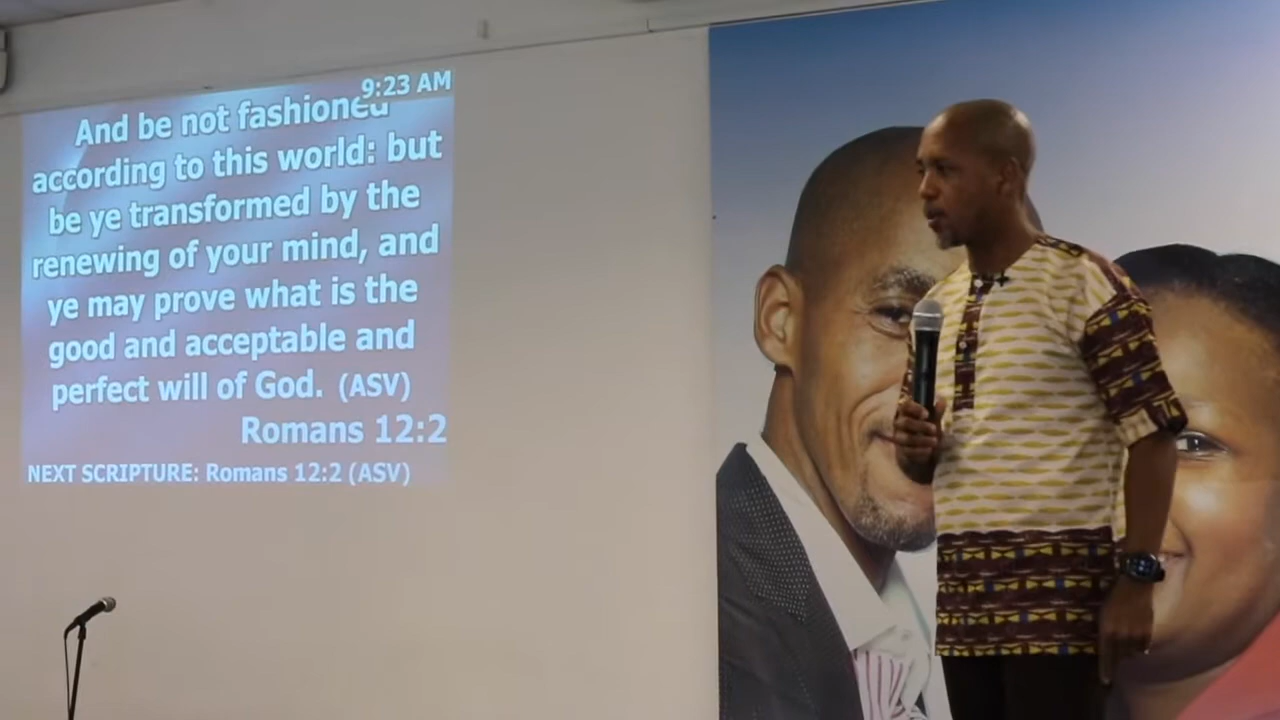 9:23 AM
And be not fashioned
according to this world: but
be ye transformed by the
renewing of your mind, and
ye may prove what is the
good and acceptable and
perfect will of God. (ASV)
Romans 12:2
NEXT SCRIPTURE: Romans 12:2 (ASV)